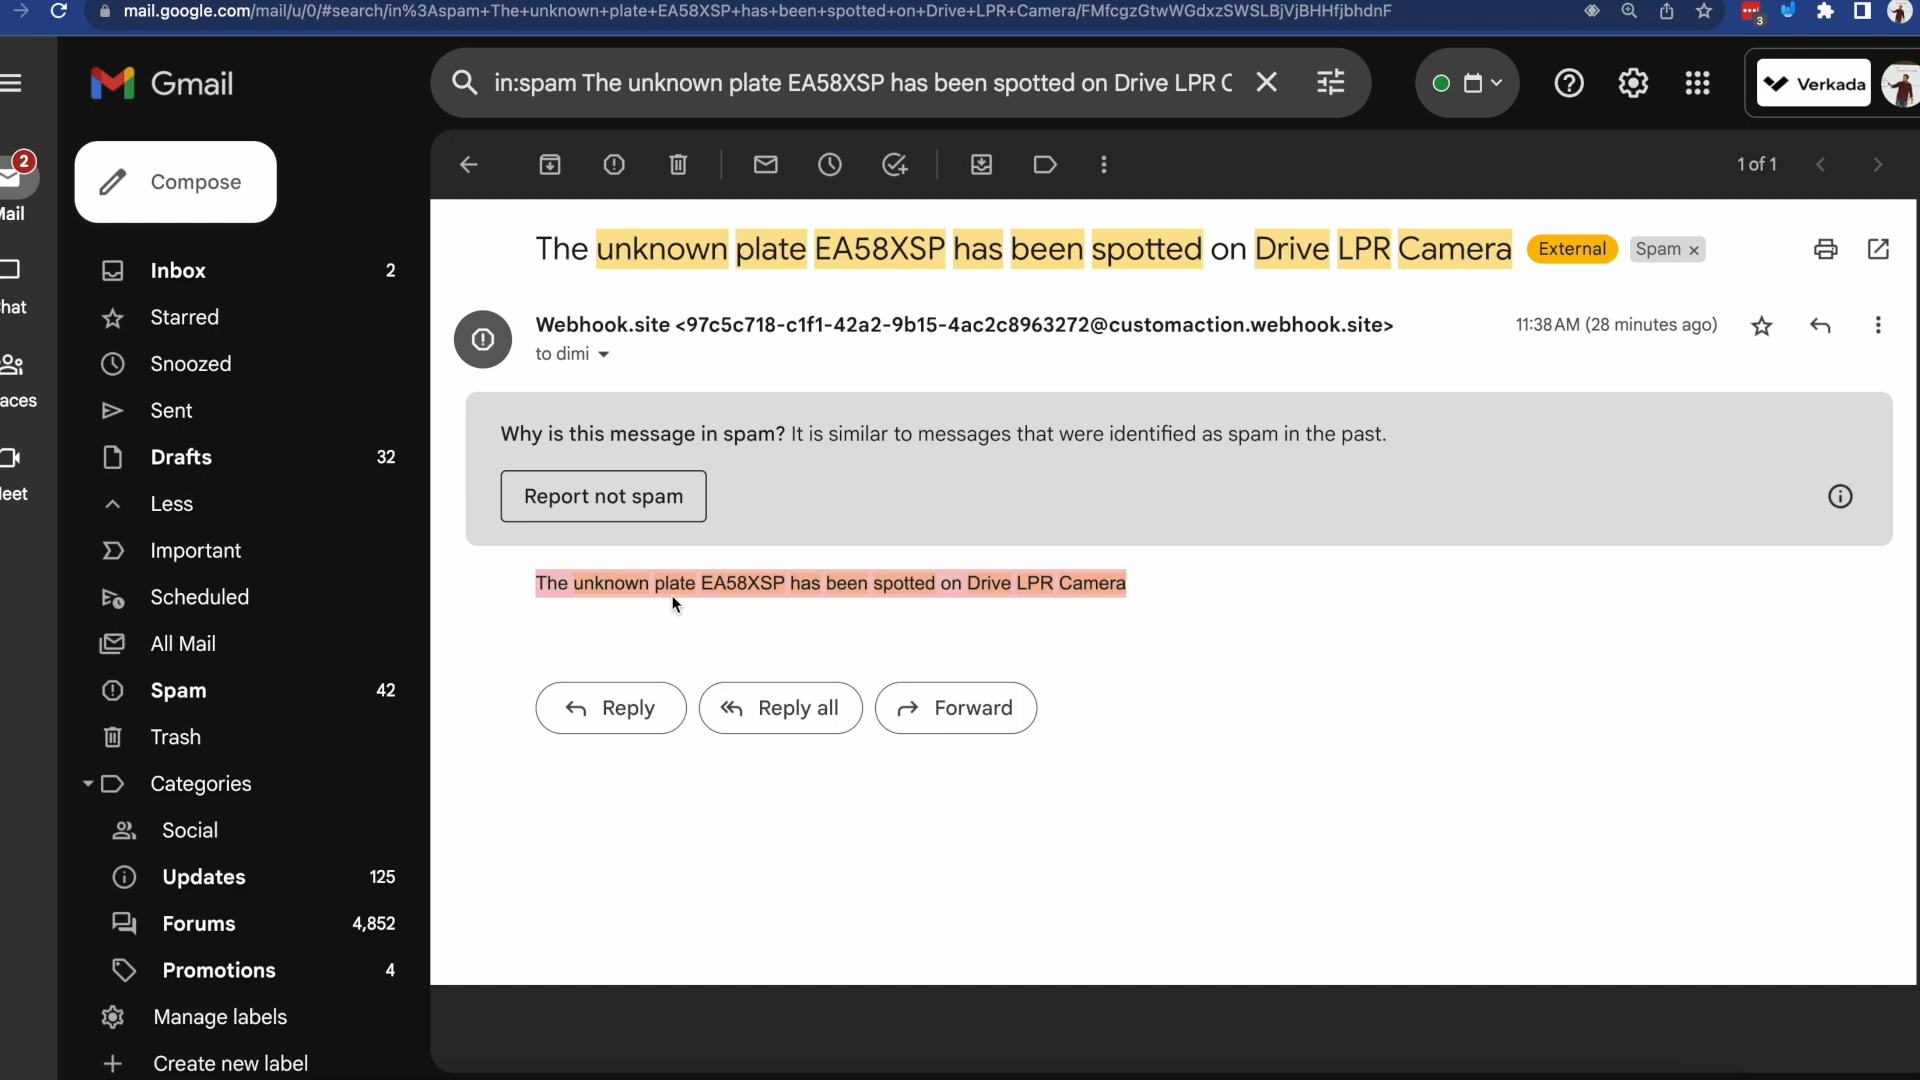 mail.google.com/mail/u/0/#search/in%3Aspam+The+unknown+plate+EA58XSP+has+been+spotted+on+Drive+LPR+Camera/FMfcgzGtwWGdxzSWSLBjVjBHHfjbhdnF
3
Gmail
in:spam The unknown plate EA58XSP has been spotted on Drive LPR C
Verkada
2
Mail
Compose
1 of 1
The unknown plate EA58XSP has been spotted on Drive LPR Camera External Spam ×
Inbox 2
hat
Starred
Webhook.site <97c5c718-c1f1-42a2-9b15-4ac2c8963272@customaction.webhook.site>
11:38 AM (28 minutes ago)
to dimi
Snoozed
aces
Sent
Why is this message in spam? It is similar to messages that were identified as spam in the past.
Drafts 32
eet
Report not spam
Less
Important
The unknown plate EA58XSP has been spotted on Drive LPR Camera
Scheduled
All Mail
Spam 42
Reply
Reply all
Forward
Trash
Categories
Social
Updates 125
Forums 4,852
Promotions 4
Manage labels
Create new label